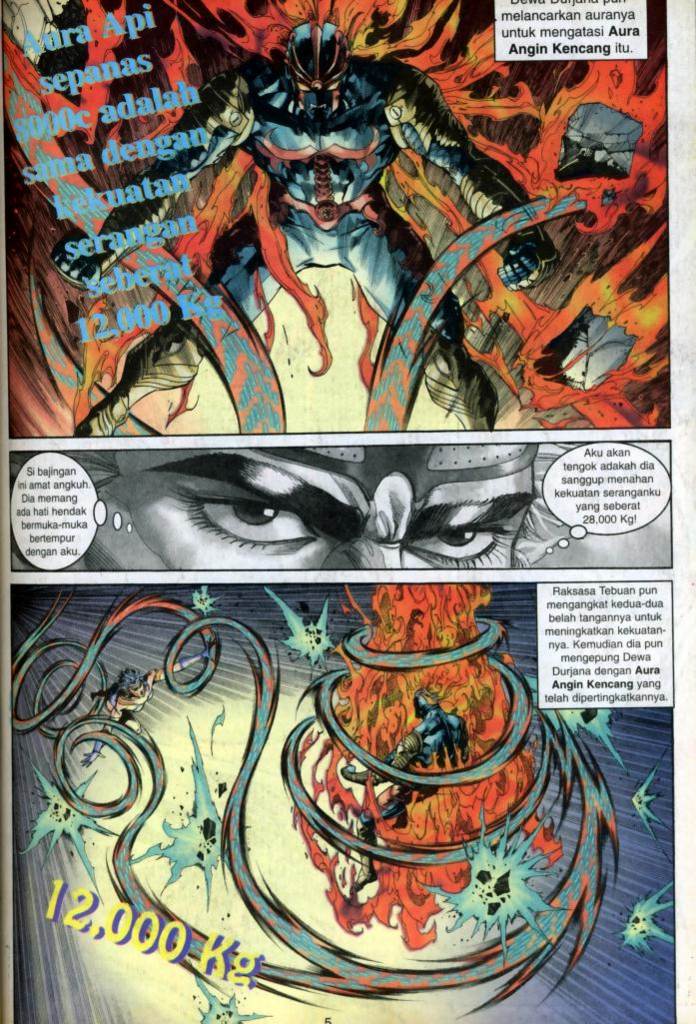 Dewa Durjana pun
melancarkan auranya
untuk mengatasi Aura
Angin Kencang itu.
Aura Api
sepanas
8000c adalah
sama dengan
kekuatan
serangan
seberat
12,000 Kg
Si bajingan
ini amat angkuh.
Dia memang
ada hati hendak
bermuka-muka
bertempur
dengan aku.
Aku akan
tengok adakah dia
sanggup menahan
kekuatan seranganku
yang seberat
28,000 Kg!
Raksasa Tebuan pun
mengangkat kedua-dua
belah tangannya untuk
meningkatkan kekuatan-
nya. Kemudian dia pun
mengepung Dewa
Durjana dengan Aura
Angin Kencang yang
telah dipertingkatkannya.
12,000 Kg
5